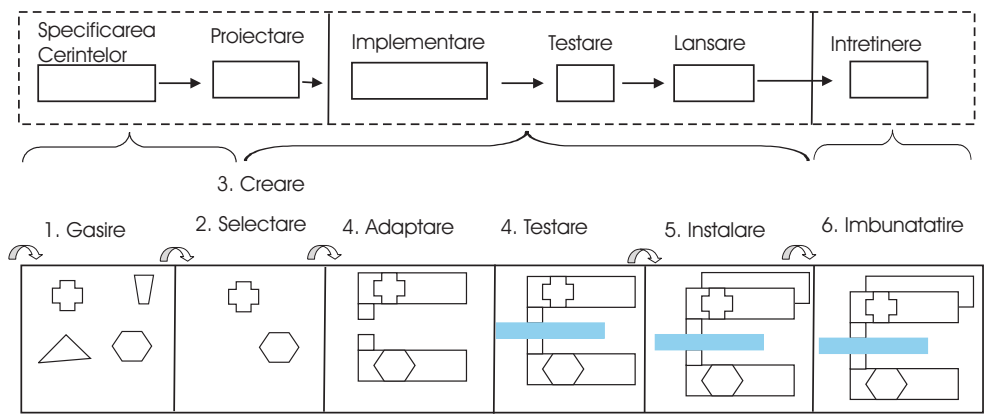 Specificarea
Cerintelor
Proiectare
Implementare
Testare
Lansare
Intretinere
3. Creare
1. Gasire
2. Selectare
4. Adaptare
4. Testare
5. Instalare
6. Imbunatatire